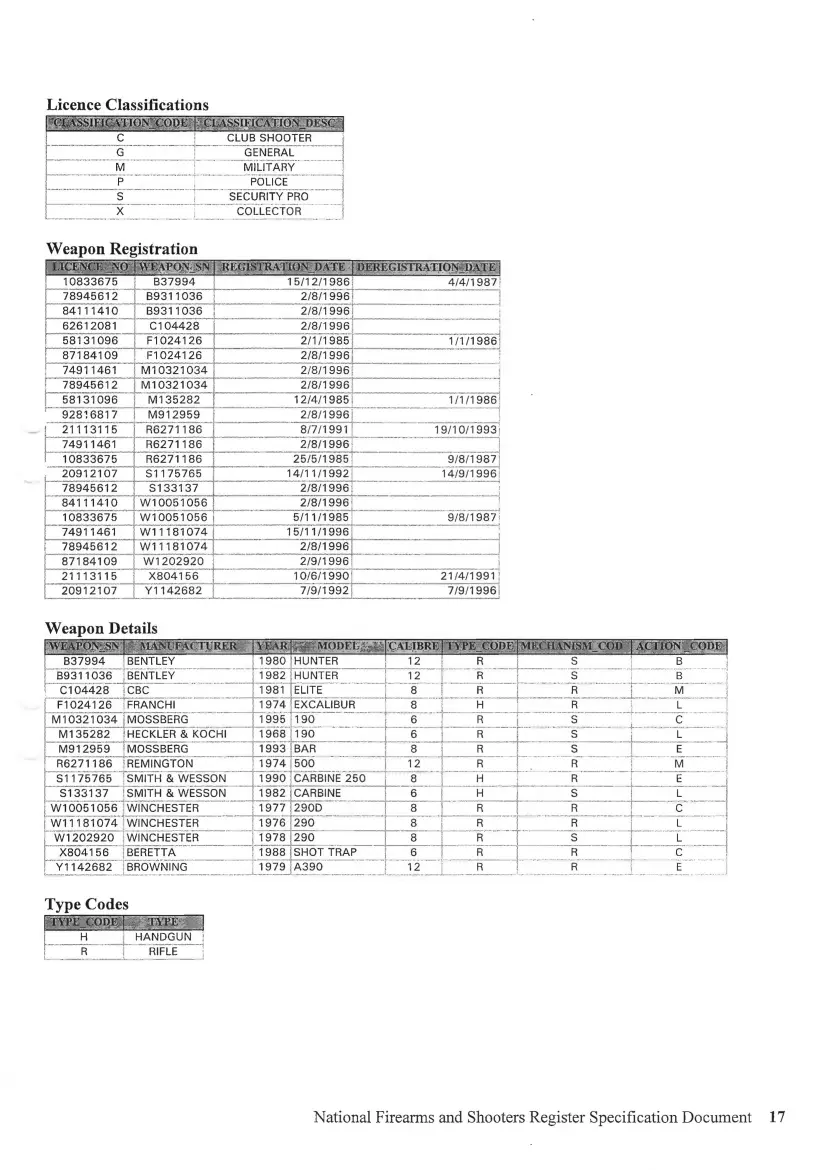 Licence Classifications
CLASSIFICATION_CODE CLASSIFICATION_DESC
C CLUB SHOOTER
G GENERAL
M MILITARY
P POLICE
S SECURITY PRO
X COLLECTOR
Weapon Registration
LICENCE_NO WEAPON_SN REGISTRATION_DATE DEREGISTRATION_DATE
10833675 B37994 15/12/1986 4/4/1987
78945612 B9311036 2/8/1996
84111410 B9311036 2/8/1996
62612081 C104428 2/8/1996
58131096 F1024126 2/1/1985 1/1/1986
87184109 F1024126 2/8/1996
74911461 M10321034 2/8/1996
78945612 M10321034 2/8/1996
58131096 M135282 12/4/1985 1/1/1986
92816817 M912959 2/8/1996
21113115 R6271186 8/7/1991 19/10/1993
74911461 R6271186 2/8/1996
10833675 R6271186 25/5/1985 9/8/1987
20912107 S1175765 14/11/1992 14/9/1996
78945612 S133137 2/8/1996
84111410 W10051056 2/8/1996
10833675 W10051056 5/11/1985 9/8/1987
74911461 W11181074 15/11/1996
78945612 W11181074 2/8/1996
87184109 W1202920 2/9/1996
21113115 X804156 10/6/1990 21/4/1991
20912107 Y1142682 7/9/1992 7/9/1996
Weapon Details
WEAPON_SN MANUFACTURER YEAR MODEL CALIBRE TYPE_CODE MECHANISM_COD ACTION_CODE
B37994 BENTLEY 1980 HUNTER 12 R S B
B9311036 BENTLEY 1982 HUNTER 12 R S B
C104428 CBC 1981 ELITE 8 R R M
F1024126 FRANCHI 1974 EXCALIBUR 8 H R L
M10321034 MOSSBERG 1995 190 6 R S C
M135282 HECKLER & KOCHI 1968 190 6 R S L
M912959 MOSSBERG 1993 BAR 8 R S E
R6271186 REMINGTON 1974 500 12 R R M
S1175765 SMITH & WESSON 1990 CARBINE 250 8 H R E
S133137 SMITH & WESSON 1982 CARBINE 6 H S L
W10051056 WINCHESTER 1977 290D 8 R R C
W11181074 WINCHESTER 1976 290 8 R R L
W1202920 WINCHESTER 1978 290 8 R S L
X804156 BERETTA 1988 SHOT TRAP 6 R R C
Y1142682 BROWNING 1979 A390 12 R R E
Type Codes
TYPE_CODE TYPE
H HANDGUN
R RIFLE
National Firearms and Shooters Register Specification Document 17